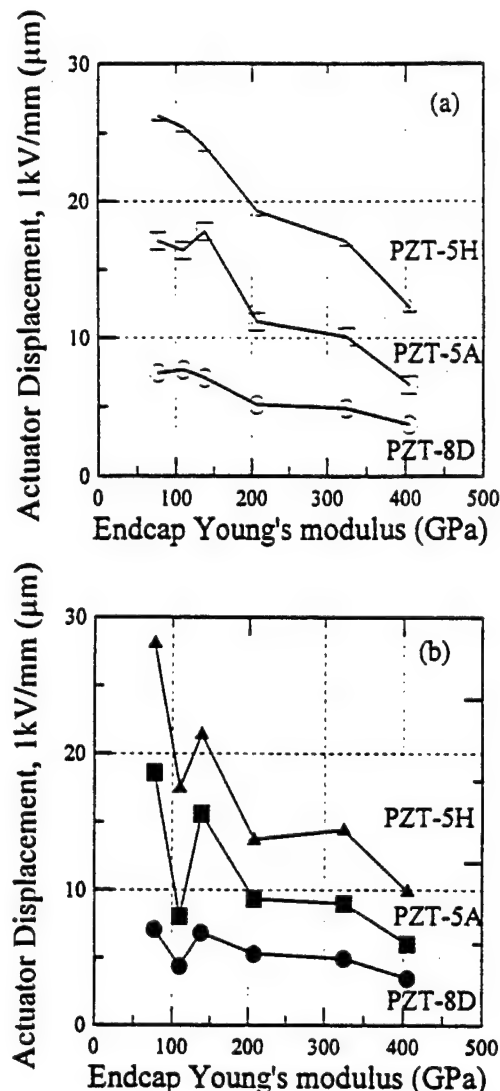 30
(a)
20
PZT-5H
10
PZT-5A
PZT-8D
0
0 100 200 300 400 500
Actuator Displacement, 1kV/mm (μm)
Endcap Young's modulus (GPa)
30
(b)
20
PZT-5H
10
PZT-5A
PZT-8D
0
0 100 200 300 400 500
Actuator Displacement, 1kV/mm (μm)
Endcap Young's modulus (GPa)